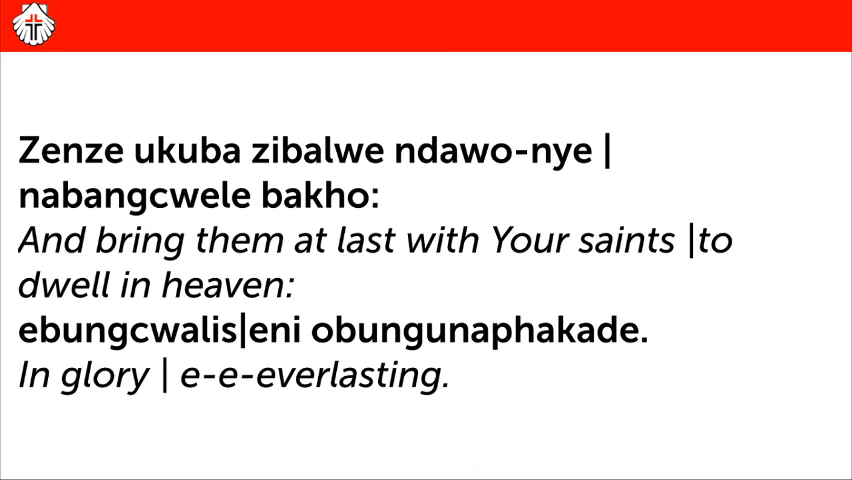 Zenze ukuba zibalwe ndawo-nye |
nabangcwele bakho:
And bring them at last with Your saints |to
dwell in heaven:
ebungcwalis|eni obungunaphakade.
In glory | e-e-everlasting.